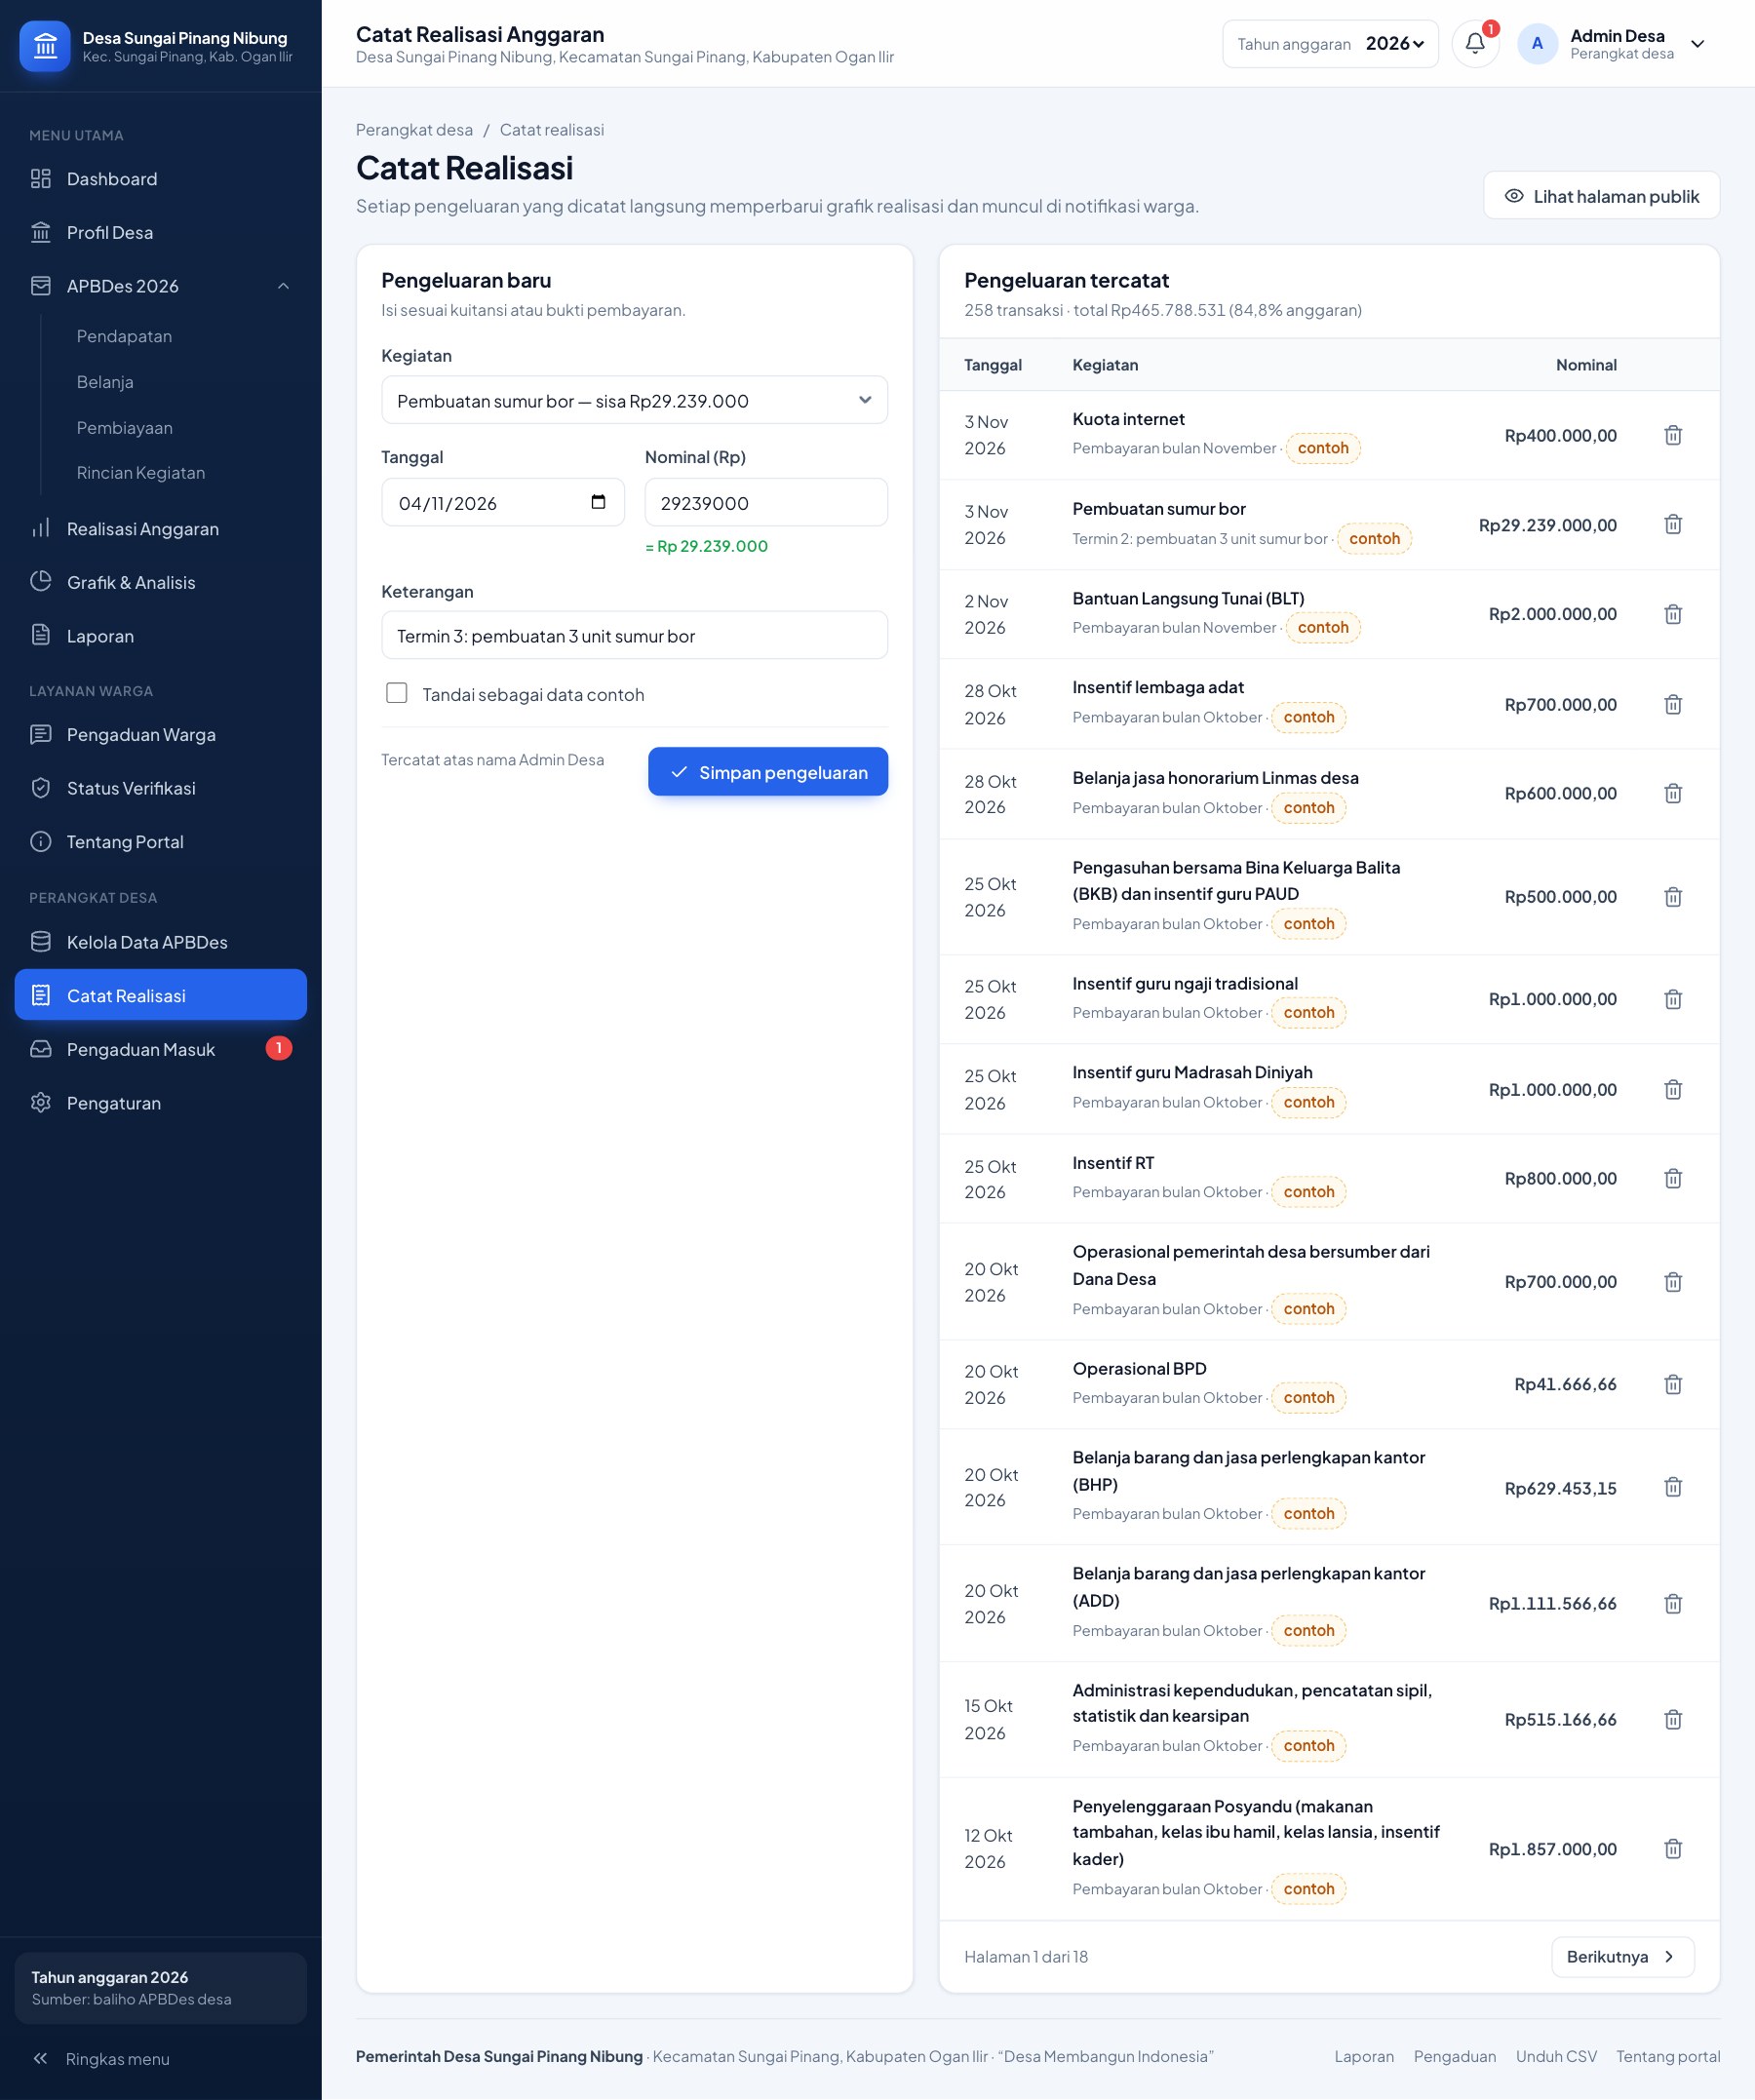 Desa Sungai Pinang Nibung
Kec. Sungai Pinang, Kab. Ogan Ilir
MENU UTAMA
Dashboard
Profil Desa
APBDes 2026
Pendapatan
Belanja
Pembiayaan
Rincian Kegiatan
Realisasi Anggaran
Grafik & Analisis
Laporan
LAYANAN WARGA
Pengaduan Warga
Status Verifikasi
Tentang Portal
PERANGKAT DESA
Kelola Data APBDes
Catat Realisasi
Pengaduan Masuk 1
Pengaturan
Tahun anggaran 2026
Sumber: baliho APBDes desa
Ringkas menu
Catat Realisasi Anggaran
Desa Sungai Pinang Nibung, Kecamatan Sungai Pinang, Kabupaten Ogan Ilir
Tahun anggaran 2026
1
A
Admin Desa
Perangkat desa
Perangkat desa / Catat realisasi
Catat Realisasi
Setiap pengeluaran yang dicatat langsung memperbarui grafik realisasi dan muncul di notifikasi warga.
Lihat halaman publik
Pengeluaran baru
Isi sesuai kuitansi atau bukti pembayaran.
Kegiatan
Pembuatan sumur bor — sisa Rp29.239.000
Tanggal Nominal (Rp)
04/11/2026 29239000
= Rp 29.239.000
Keterangan
Termin 3: pembuatan 3 unit sumur bor
Tandai sebagai data contoh
Tercatat atas nama Admin Desa
Simpan pengeluaran
Pengeluaran tercatat
258 transaksi · total Rp465.788.531 (84,8% anggaran)
Tanggal Kegiatan Nominal
3 Nov 2026
Kuota internet
Pembayaran bulan November · contoh
Rp400.000,00
3 Nov 2026
Pembuatan sumur bor
Termin 2: pembuatan 3 unit sumur bor · contoh
Rp29.239.000,00
2 Nov 2026
Bantuan Langsung Tunai (BLT)
Pembayaran bulan November · contoh
Rp2.000.000,00
28 Okt 2026
Insentif lembaga adat
Pembayaran bulan Oktober · contoh
Rp700.000,00
28 Okt 2026
Belanja jasa honorarium Linmas desa
Pembayaran bulan Oktober · contoh
Rp600.000,00
25 Okt 2026
Pengasuhan bersama Bina Keluarga Balita
(BKB) dan insentif guru PAUD
Pembayaran bulan Oktober · contoh
Rp500.000,00
25 Okt 2026
Insentif guru ngaji tradisional
Pembayaran bulan Oktober · contoh
Rp1.000.000,00
25 Okt 2026
Insentif guru Madrasah Diniyah
Pembayaran bulan Oktober · contoh
Rp1.000.000,00
25 Okt 2026
Insentif RT
Pembayaran bulan Oktober · contoh
Rp800.000,00
20 Okt 2026
Operasional pemerintah desa bersumber dari
Dana Desa
Pembayaran bulan Oktober · contoh
Rp700.000,00
20 Okt 2026
Operasional BPD
Pembayaran bulan Oktober · contoh
Rp41.666,66
20 Okt 2026
Belanja barang dan jasa perlengkapan kantor
(BHP)
Pembayaran bulan Oktober · contoh
Rp629.453,15
20 Okt 2026
Belanja barang dan jasa perlengkapan kantor
(ADD)
Pembayaran bulan Oktober · contoh
Rp1.111.566,66
15 Okt 2026
Administrasi kependudukan, pencatatan sipil,
statistik dan kearsipan
Pembayaran bulan Oktober · contoh
Rp515.166,66
12 Okt 2026
Penyelenggaraan Posyandu (makanan
tambahan, kelas ibu hamil, kelas lansia, insentif
kader)
Pembayaran bulan Oktober · contoh
Rp1.857.000,00
Halaman 1 dari 18
Berikutnya
Pemerintah Desa Sungai Pinang Nibung · Kecamatan Sungai Pinang, Kabupaten Ogan Ilir · “Desa Membangun Indonesia”
Laporan Pengaduan Unduh CSV Tentang portal